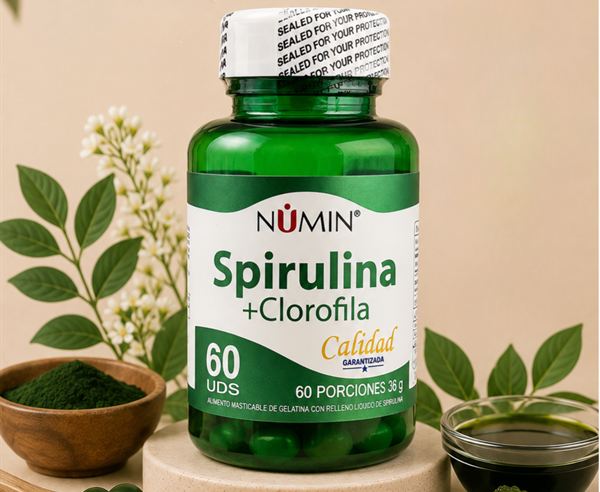 SEALED FOR YOUR PROTECTION
SEALED FOR YOUR PROTECTION
SEALED FOR YOUR PROTECTION
SEALED FOR YOUR PROTECTION
NÚMIN®
Spirulina
+Clorofila
Calidad
GARANTIZADA
60
UDS
60 PORCIONES 36 g
ALIMENTO MASTICABLE DE GELATINA CON RELLENO LIQUIDO DE SPIRULINA